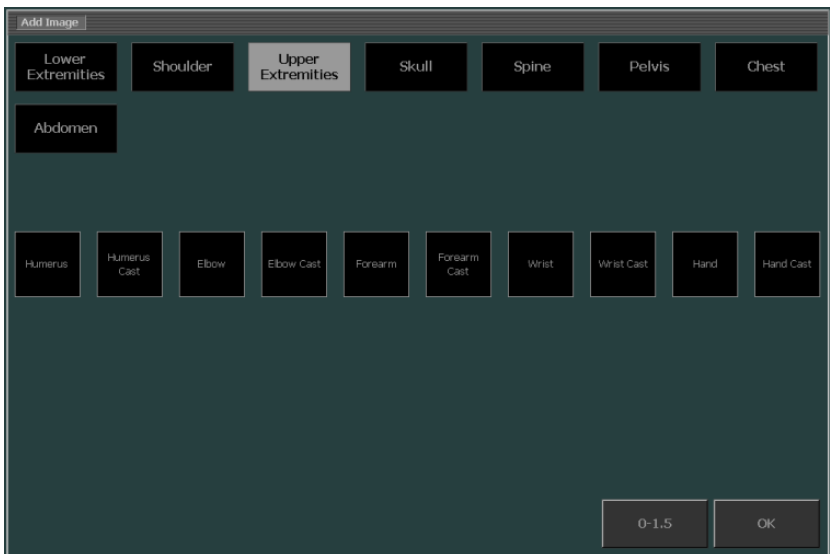 Add Image
Lower
Extremities
Shoulder
Upper
Extremities
Skull
Spine
Pelvis
Chest
Abdomen
Humerus
Humerus
Cast
Elbow
Elbow Cast
Forearm
Forearm
Cast
Wrist
Wrist Cast
Hand
Hand Cast
0-1.5
OK